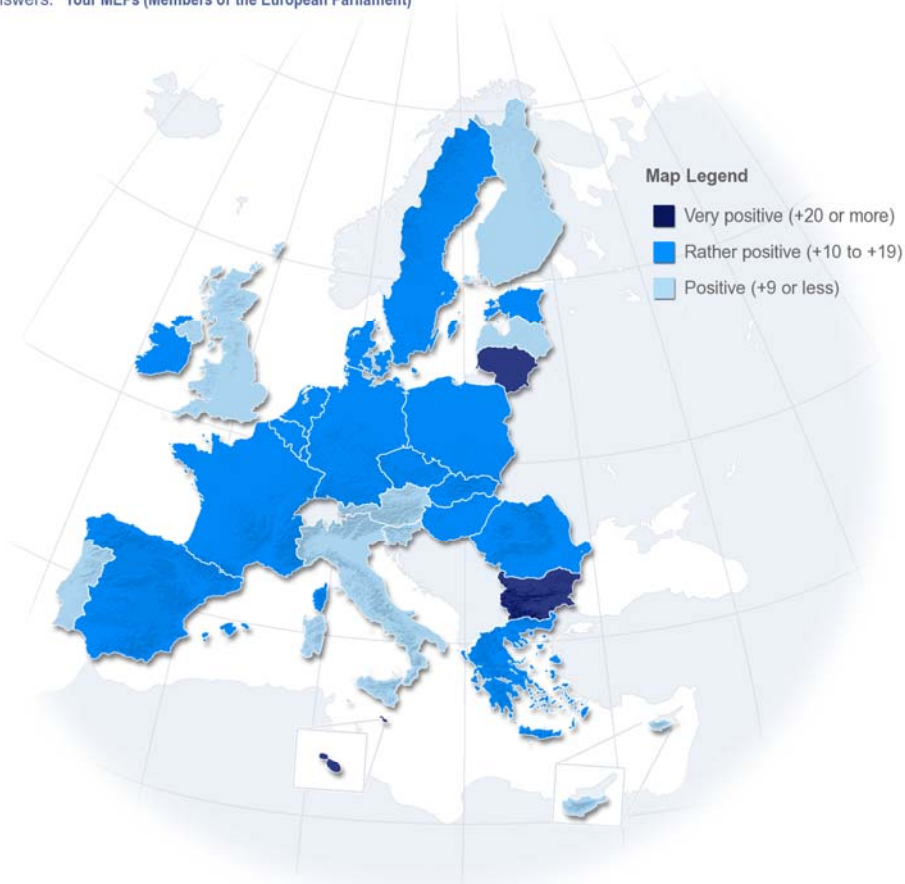 Your MEPs (Members of the European Parliament)
Map Legend
Very positive (+20 or more)
Rather positive (+10 to +19)
Positive (+9 or less)